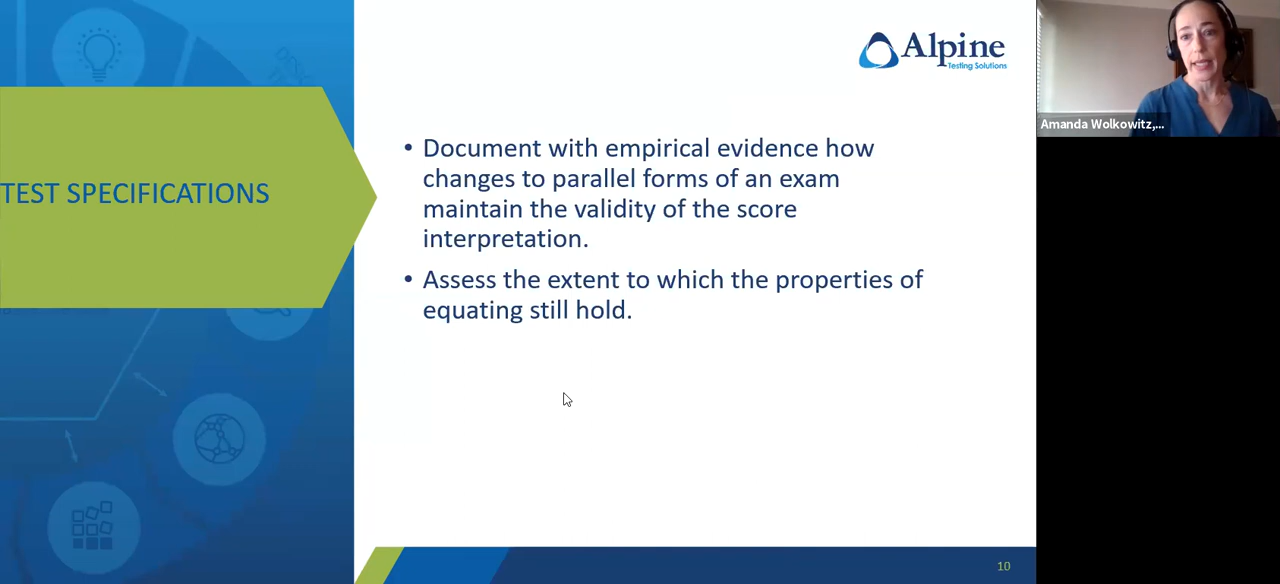 Alpine
Testing Solutions
Amanda Wolkowitz,...
TEST SPECIFICATIONS
• Document with empirical evidence how
changes to parallel forms of an exam
maintain the validity of the score
interpretation.
• Assess the extent to which the properties of
equating still hold.
10